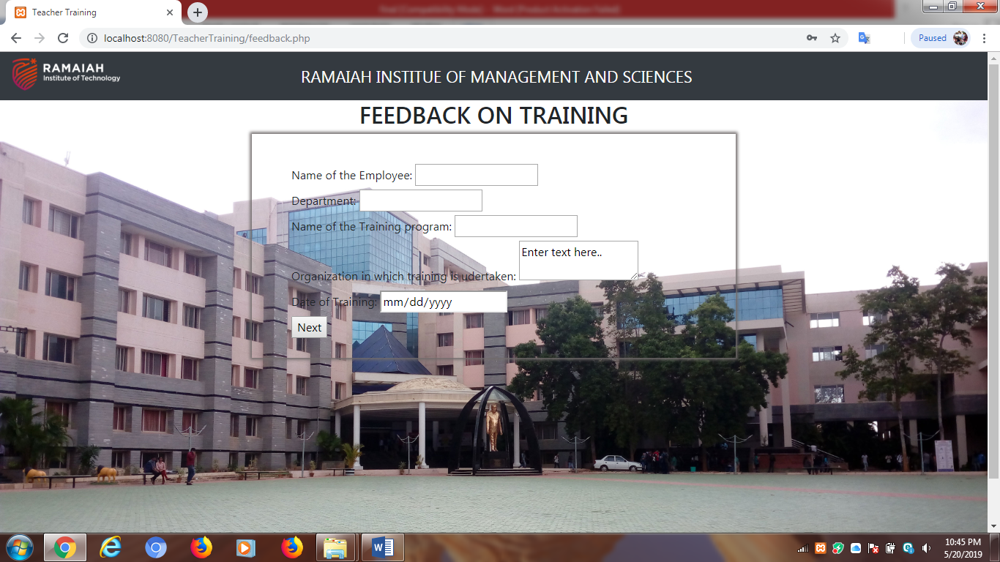 Teacher Training
localhost:8080/TeacherTraining/feedback.php
Paused
RAMAIAH
Institute of Technology
RAMAIAH INSTITUE OF MANAGEMENT AND SCIENCES
FEEDBACK ON TRAINING
Name of the Employee:
Department:
Name of the Training program:
Enter text here..
Organization in which training is udertaken:
Date of Training: mm/dd/yyyy
Next
10:45 PM
5/20/2019